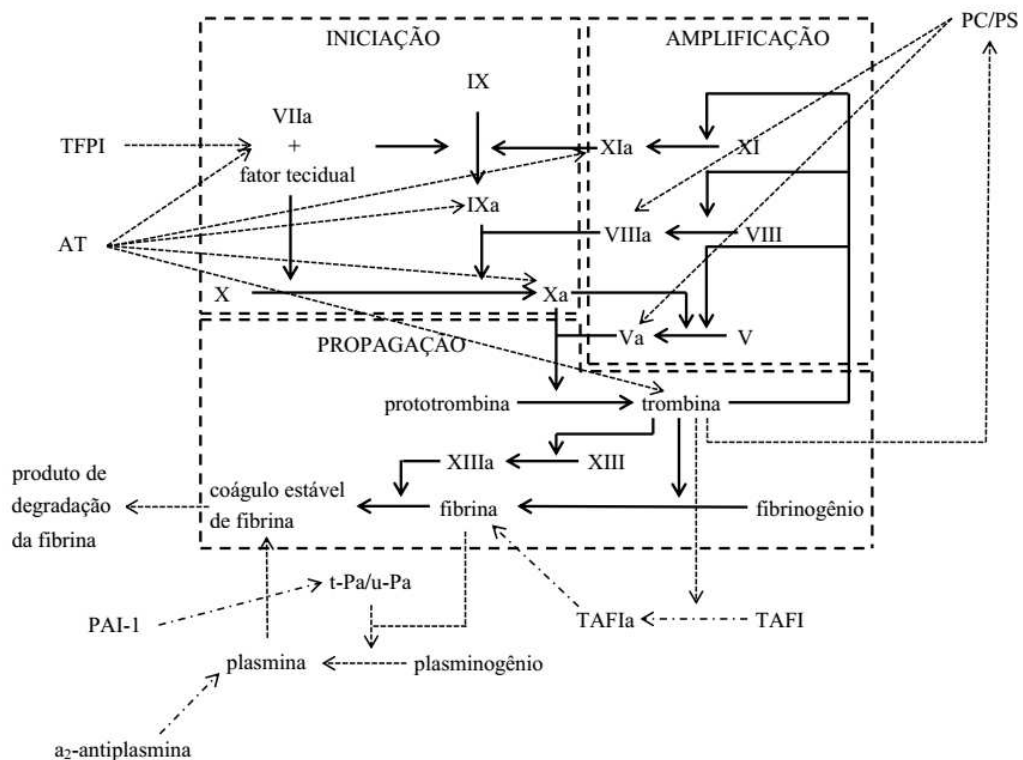 INICIAÇÃO
AMPLIFICAÇÃO
PC/PS
IX
VIIa
+
fator tecidual
TFPI
XIa
XI
IXa
AT
VIIIa
VIII
X
Xa
Va
V
PROPAGAÇÃO
prototrombina
trombina
XIIIa
XIII
produto de
degradação
da fibrina
coágulo estável
de fibrina
fibrina
fibrinogênio
t-Pa/u-Pa
PAI-1
TAFIa
TAFI
plasmina
plasminogênio
a₂-antiplasmina